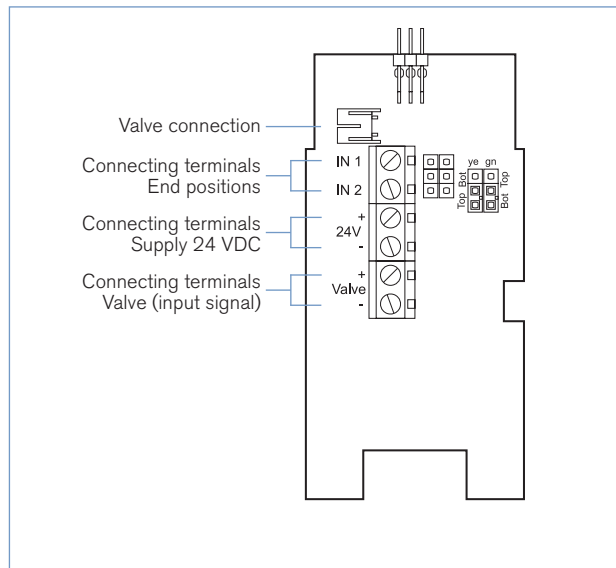 Valve connection
Connecting terminals
End positions
Connecting terminals
Supply 24 VDC
Connecting terminals
Valve (input signal)
IN 1
IN 2
+
24V
-
+
Valve
-
ye gn
Bot Top
Top Bot